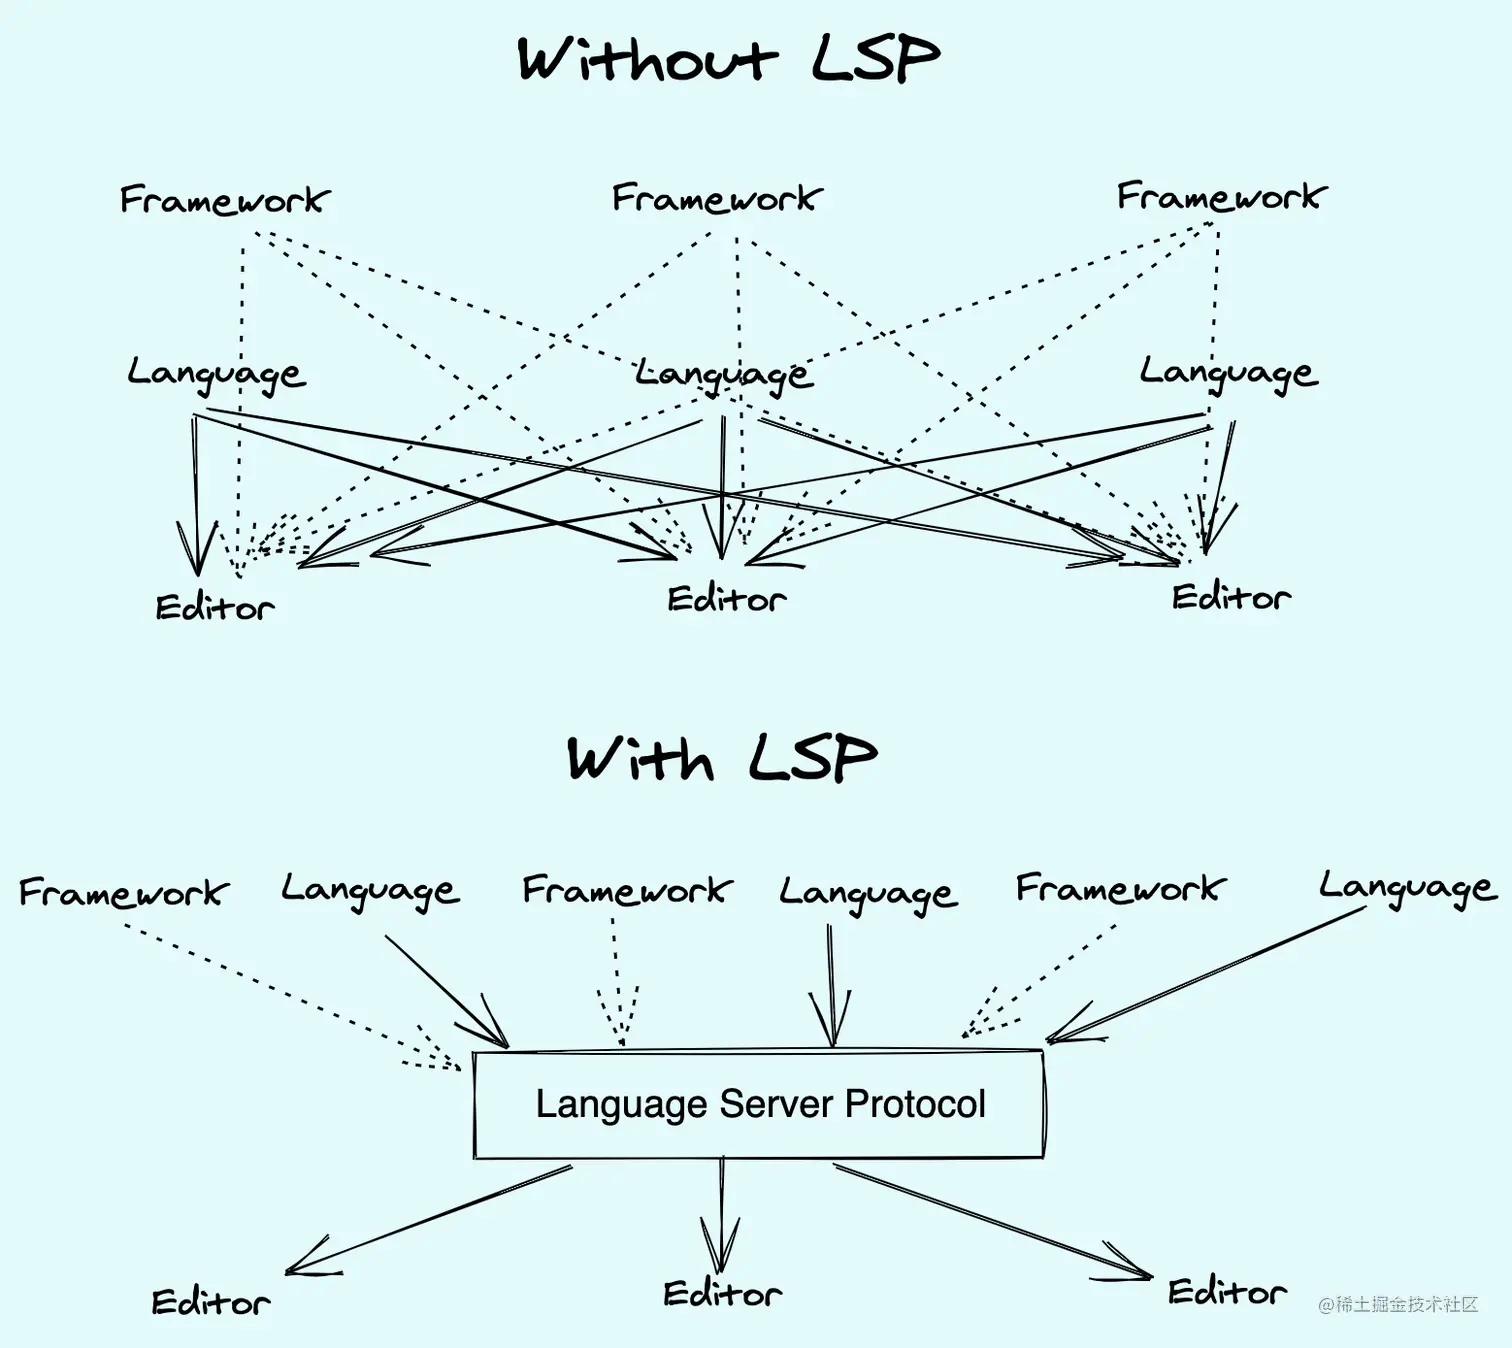 Without LSP
Framework Framework Framework
Language Language Language
Editor Editor Editor
With LSP
Framework Language Framework Language Framework Language
Language Server Protocol
Editor Editor Editor
@稀土掘金技术社区